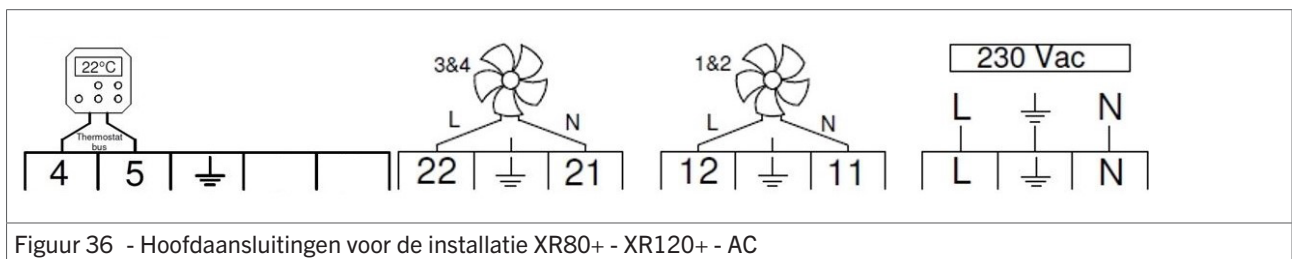 22°C
Thermostat
bus
4 5
3&4
L N
22 21
1&2
L N
12 11
230 Vac
L N
L N
Figuur 36 - Hoofdaansluitingen voor de installatie XR80+ - XR120+ - AC